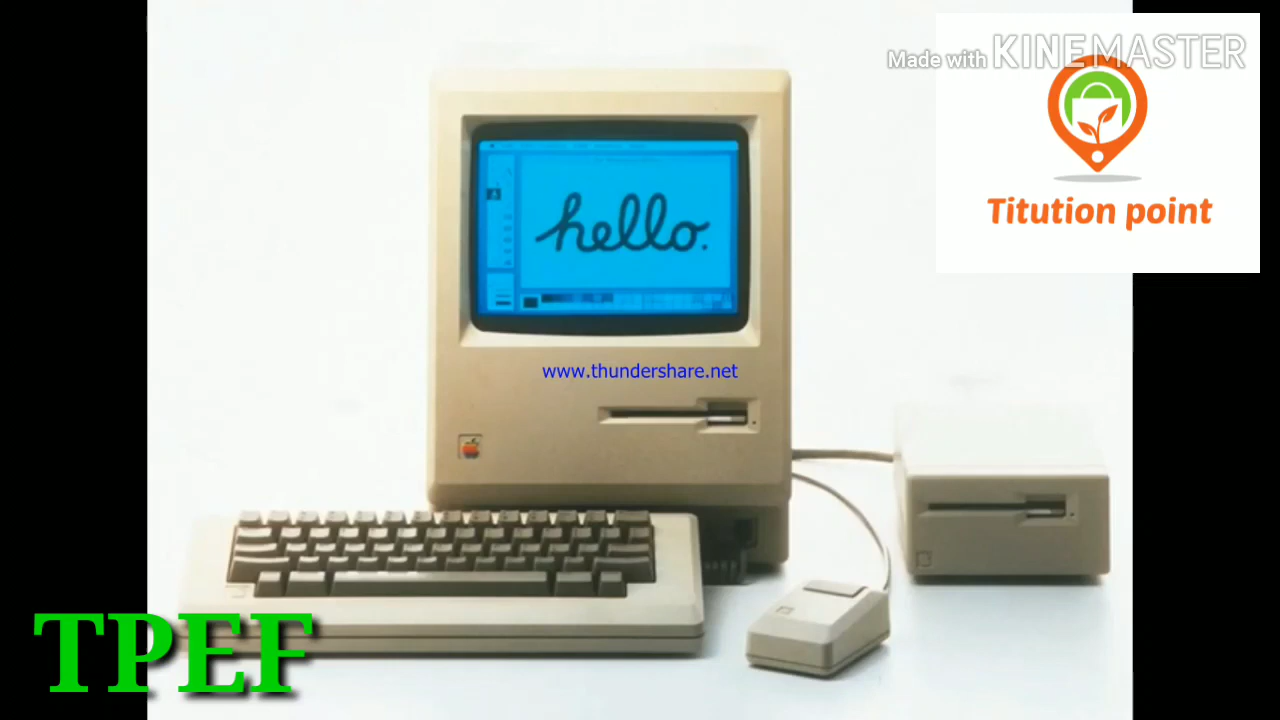 Made with KINEMASTER
Titution point
hello.
www.thundershare.net
TPEF